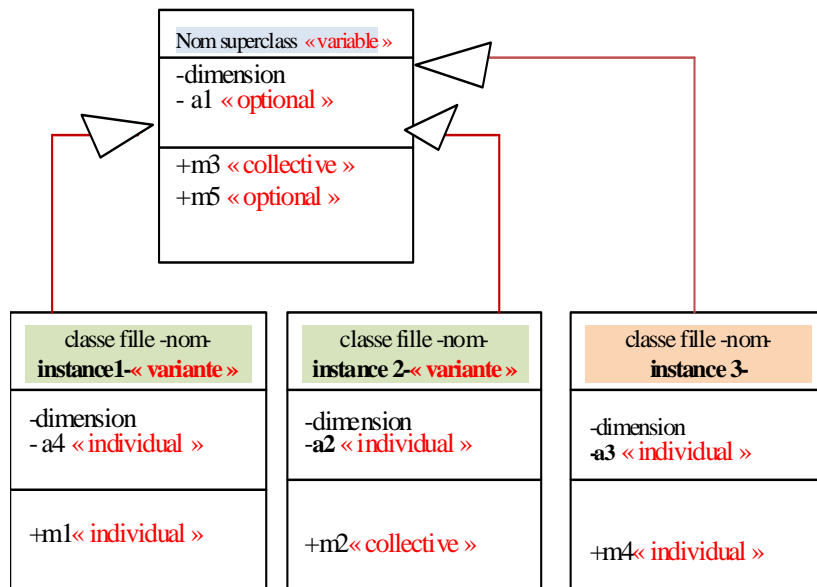 Nom superclass « variable »
-dimension
- a1 « optional »
+m3 « collective »
+m5 « optional »
classe fille -nom-
instance1-« variante »
-dimension
- a4 « individual »
+m1« individual »
classe fille -nom-
instance 2-« variante »
-dimension
-a2 « individual »
+m2« collective »
classe fille -nom-
instance 3-
-dimension
-a3 « individual »
+m4« individual »